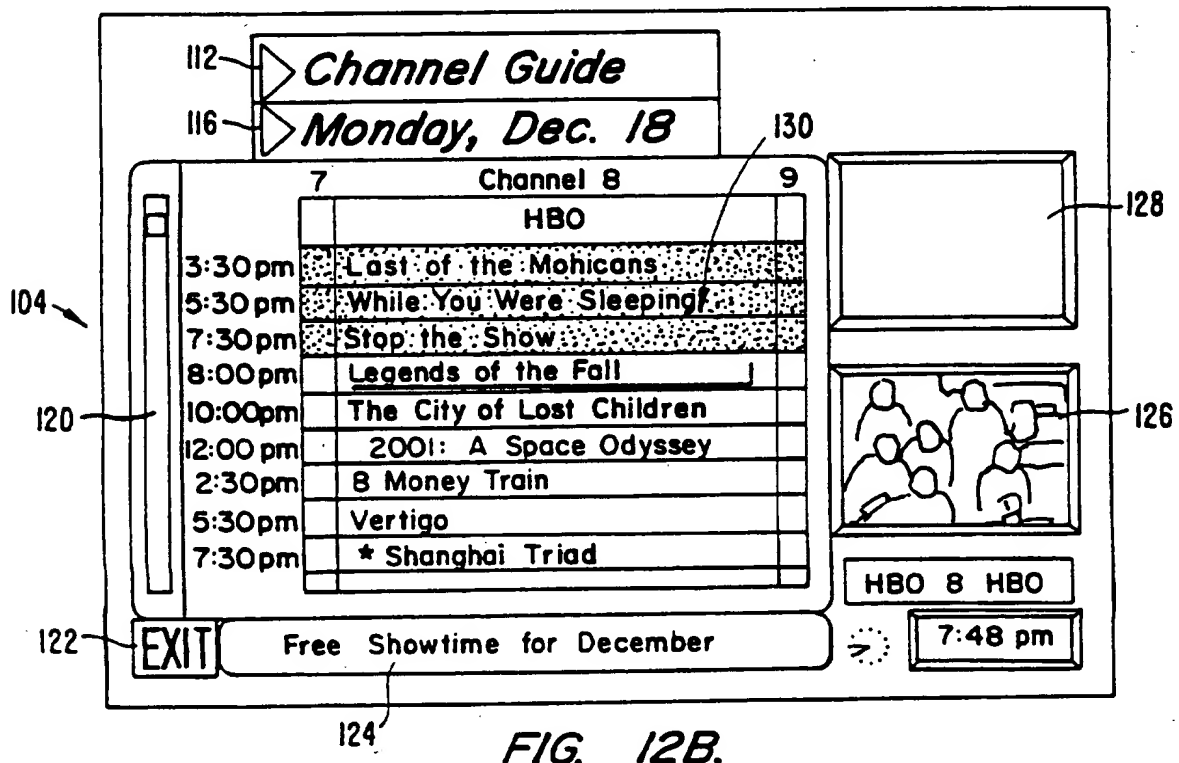 112 Channel Guide
116 Monday, Dec. 18
130
7 Channel 8 9
HBO
128
3:30pm Last of the Mohicans
104
5:30pm While You Were Sleeping
7:30pm Stop the Show
8:00pm Legends of the Fall
120
10:00pm The City of Lost Children
126
12:00 pm 2001: A Space Odyssey
2:30pm 8 Money Train
5:30pm Vertigo
7:30pm * Shanghai Triad
HBO 8 HBO
122 EXIT Free Showtime for December 7:48 pm
124
FIG. 12B.